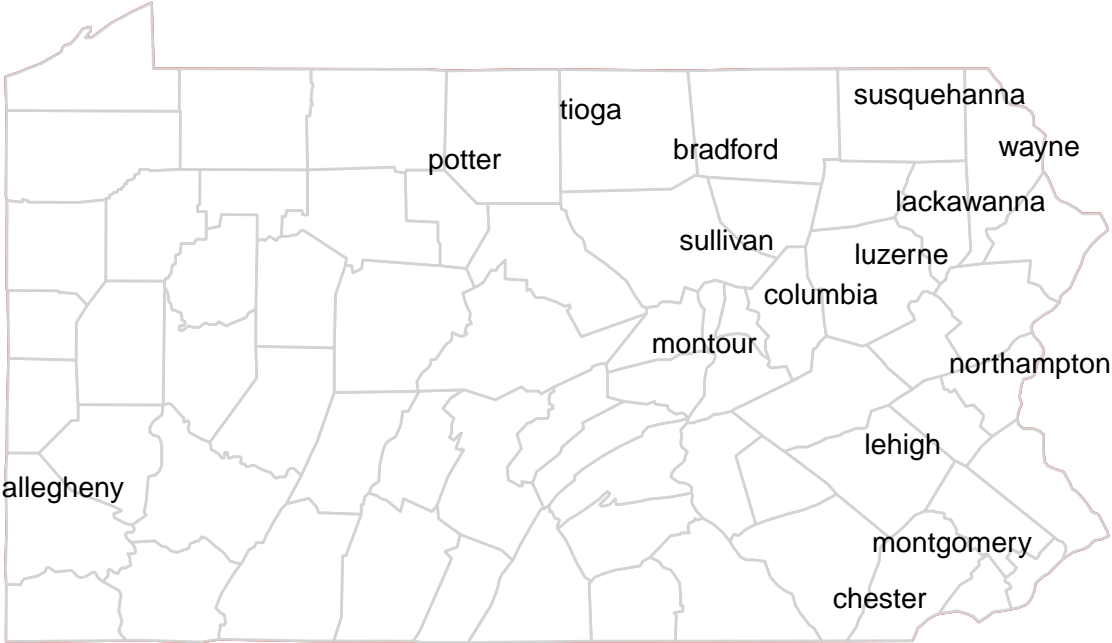 susquehanna
tioga
wayne
bradford
potter
lackawanna
sullivan
luzerne
columbia
montour
northampton
lehigh
allegheny
montgomery
chester